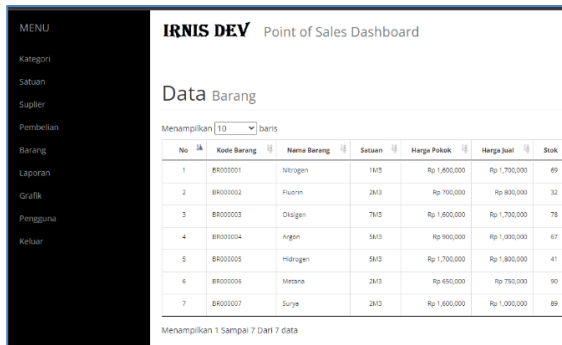 MENU
IRNIS DEV Point of Sales Dashboard
Kategori
Satuan
Suplier
Pembelian
Barang
Laporan
Grafik
Pengguna
Keluar
Data Barang
Menampilkan 10 baris
No Kode Barang Nama Barang Satuan Harga Pokok Harga Jual Stok
1 BR000001 Nitrogen 1M3 Rp 1,600,000 Rp 1,700,000 69
2 BR000002 Fluorin 2M3 Rp 700,000 Rp 800,000 32
3 BR000003 Oksigen 7M3 Rp 1,600,000 Rp 1,700,000 78
4 BR000004 Argon 5M3 Rp 900,000 Rp 1,000,000 67
5 BR000005 Hidrogen 5M3 Rp 1,700,000 Rp 1,800,000 41
6 BR000006 Metana 2M3 Rp 650,000 Rp 750,000 90
7 BR000007 Surya 2M3 Rp 1,600,000 Rp 1,000,000 89
Menampilkan 1 Sampai 7 Dari 7 data